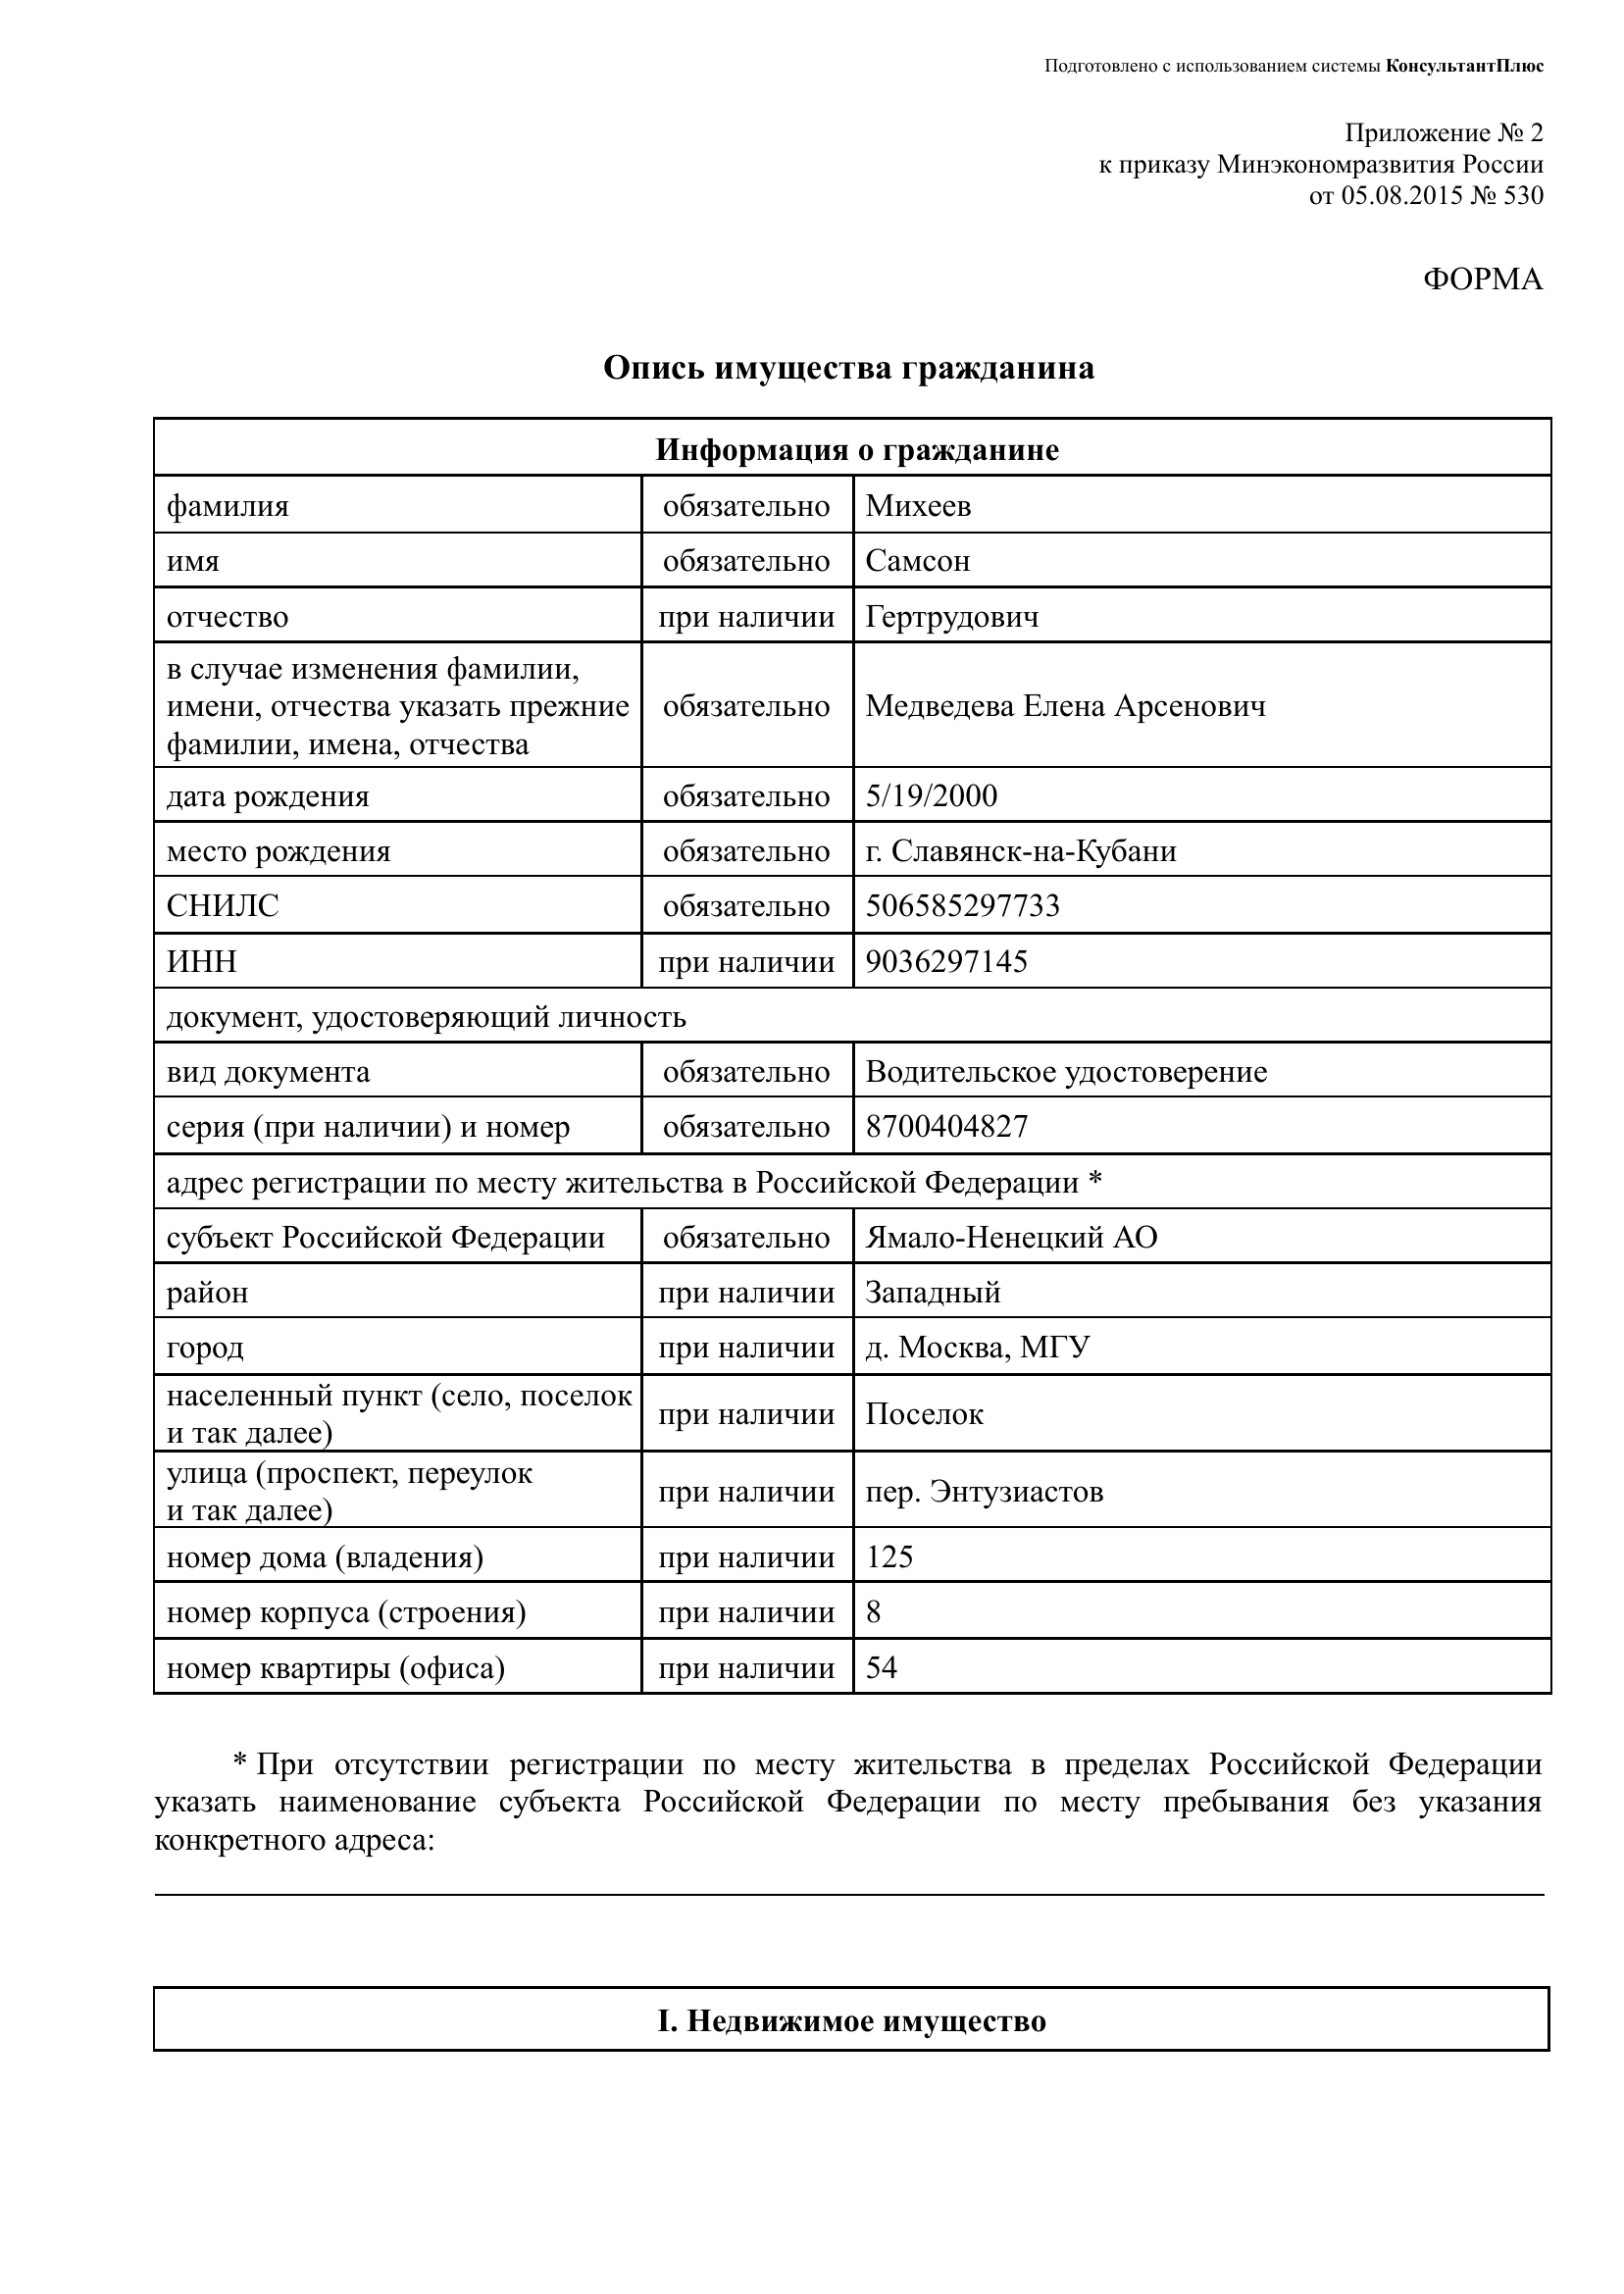 Подготовлено с использованием системы КонсультантПлюс
Приложение № 2
к приказу Минэкономразвития России
от 05.08.2015 № 530
ФОРМА
Опись имущества гражданина
Информация о гражданине
фамилия обязательно Михеев
имя обязательно Самсон
отчество при наличии Гертрудович
в случае изменения фамилии,
имени, отчества указать прежние
фамилии, имена, отчества
обязательно
Медведева Елена Арсенович
дата рождения обязательно 5/19/2000
место рождения обязательно г. Славянск-на-Кубани
СНИЛС обязательно 506585297733
ИНН при наличии 9036297145
документ, удостоверяющий личность
вид документа обязательно Водительское удостоверение
серия (при наличии) и номер обязательно 8700404827
адрес регистрации по месту жительства в Российской Федерации *
субъект Российской Федерации обязательно Ямало-Ненецкий АО
район при наличии Западный
город при наличии д. Москва, МГУ
населенный пункт (село, поселок
и так далее)
при наличии
Поселок
улица (проспект, переулок
и так далее)
при наличии
пер. Энтузиастов
номер дома (владения) при наличии 125
номер корпуса (строения) при наличии 8
номер квартиры (офиса) при наличии 54
* При отсутствии регистрации по месту жительства в пределах Российской Федерации
указать наименование субъекта Российской Федерации по месту пребывания без указания
конкретного адреса:
I. Недвижимое имущество